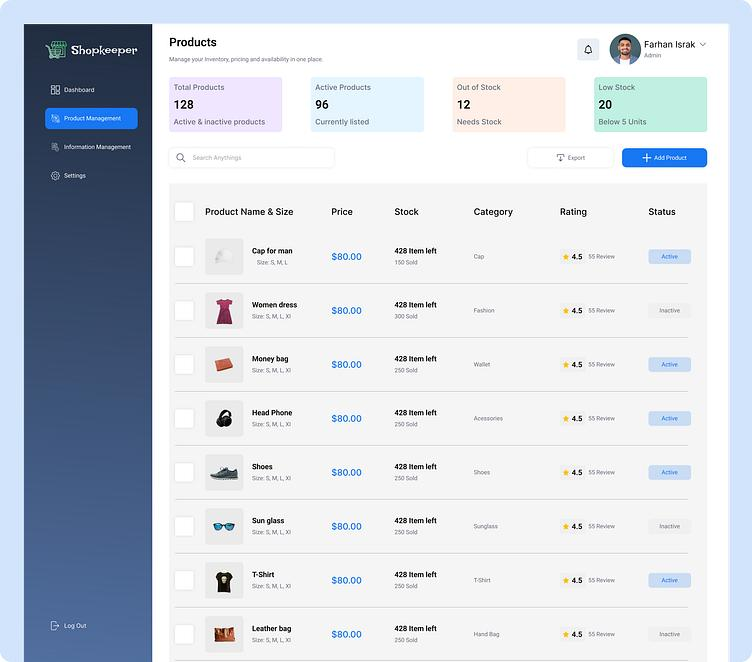 Shopkeeper
Dashboard
Product Management
Information Management
Settings
Log Out
Products
Manage your Inventory, pricing and availability in one place.
Farhan Israk
Admin
Total Products
128
Active & inactive products
Active Products
96
Currently listed
Out of Stock
12
Needs Stock
Low Stock
20
Below 5 Units
Search Anythings
Export
Add Product
Product Name & Size Price Stock Category Rating Status
Cap for man
Size: S, M, L
$80.00
428 Item left
150 Sold
Cap
4.5 55 Review
Active
Women dress
Size: S, M, L, Xl
$80.00
428 Item left
300 Sold
Fashion
4.5 55 Review
Inactive
Money bag
Size: S, M, L, Xl
$80.00
428 Item left
250 Sold
Wallet
4.5 55 Review
Active
Head Phone
Size: S, M, L, Xl
$80.00
428 Item left
250 Sold
Acessories
4.5 55 Review
Active
Shoes
Size: S, M, L, Xl
$80.00
428 Item left
250 Sold
Shoes
4.5 55 Review
Active
Sun glass
Size: S, M, L, Xl
$80.00
428 Item left
250 Sold
Sunglass
4.5 55 Review
Inactive
T-Shirt
Size: S, M, L, Xl
$80.00
428 Item left
250 Sold
T-Shirt
4.5 55 Review
Active
Leather bag
Size: S, M, L, Xl
$80.00
428 Item left
250 Sold
Hand Bag
4.5 55 Review
Inactive